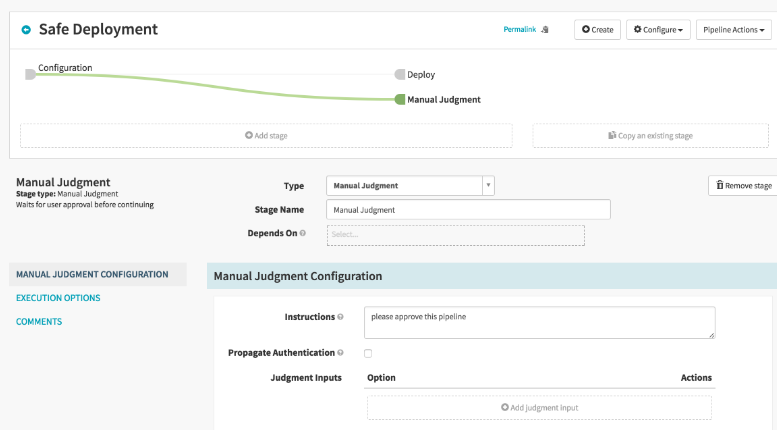 Safe Deployment
Permalink
Create
Configure
Pipeline Actions
Configuration
Deploy
Manual Judgment
Add stage
Copy an existing stage
Manual Judgment
Stage type: Manual Judgment
Waits for user approval before continuing
Type
Manual Judgment
Remove stage
Stage Name
Manual Judgment
Depends On
Select...
MANUAL JUDGMENT CONFIGURATION
EXECUTION OPTIONS
COMMENTS
Manual Judgment Configuration
Instructions
please approve this pipeline
Propagate Authentication
Judgment Inputs
Option
Actions
Add judgment input